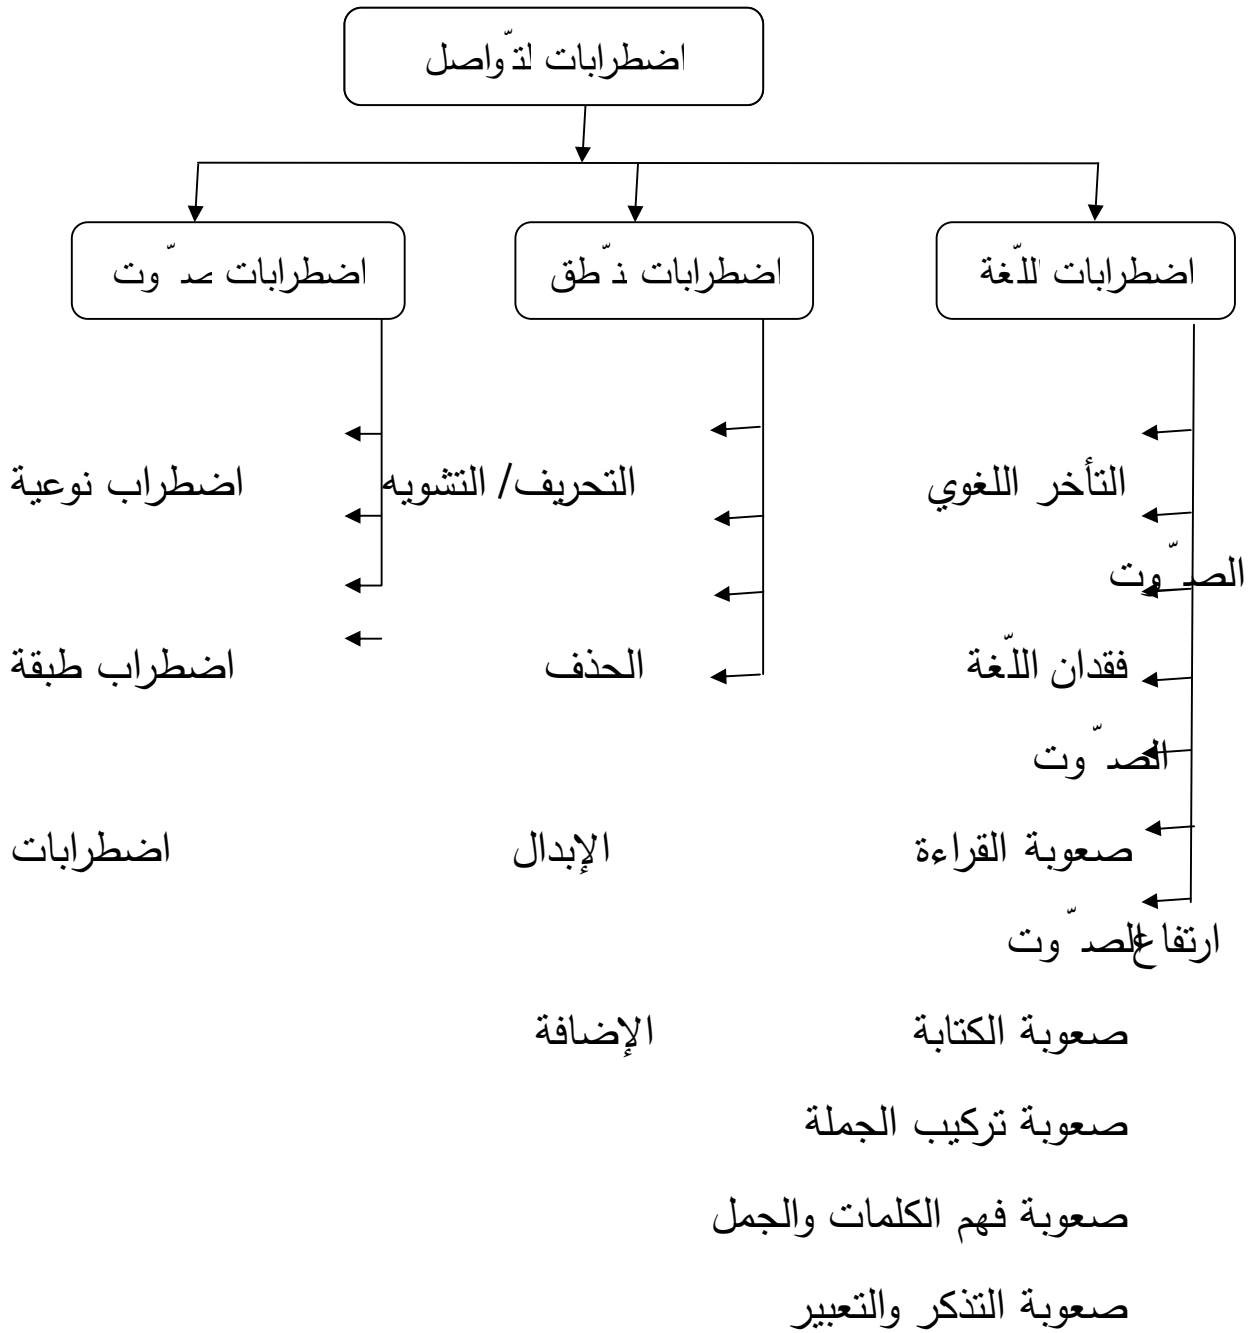 اضطرابات التّواصل
اضطرابات اللّغة
اضطرابات نّطق
اضطرابات صّوت
التأخر اللغوي التحريف/ التشويه اضطراب نوعية
الصّوت
فقدان اللّغة الحذف اضطراب طبقة
الصّوت
صعوبة القراءة الإبدال اضطرابات
ارتفاع الصّوت
صعوبة الكتابة الإضافة
صعوبة تركيب الجملة
صعوبة فهم الكلمات والجمل
صعوبة التذكر والتعبير